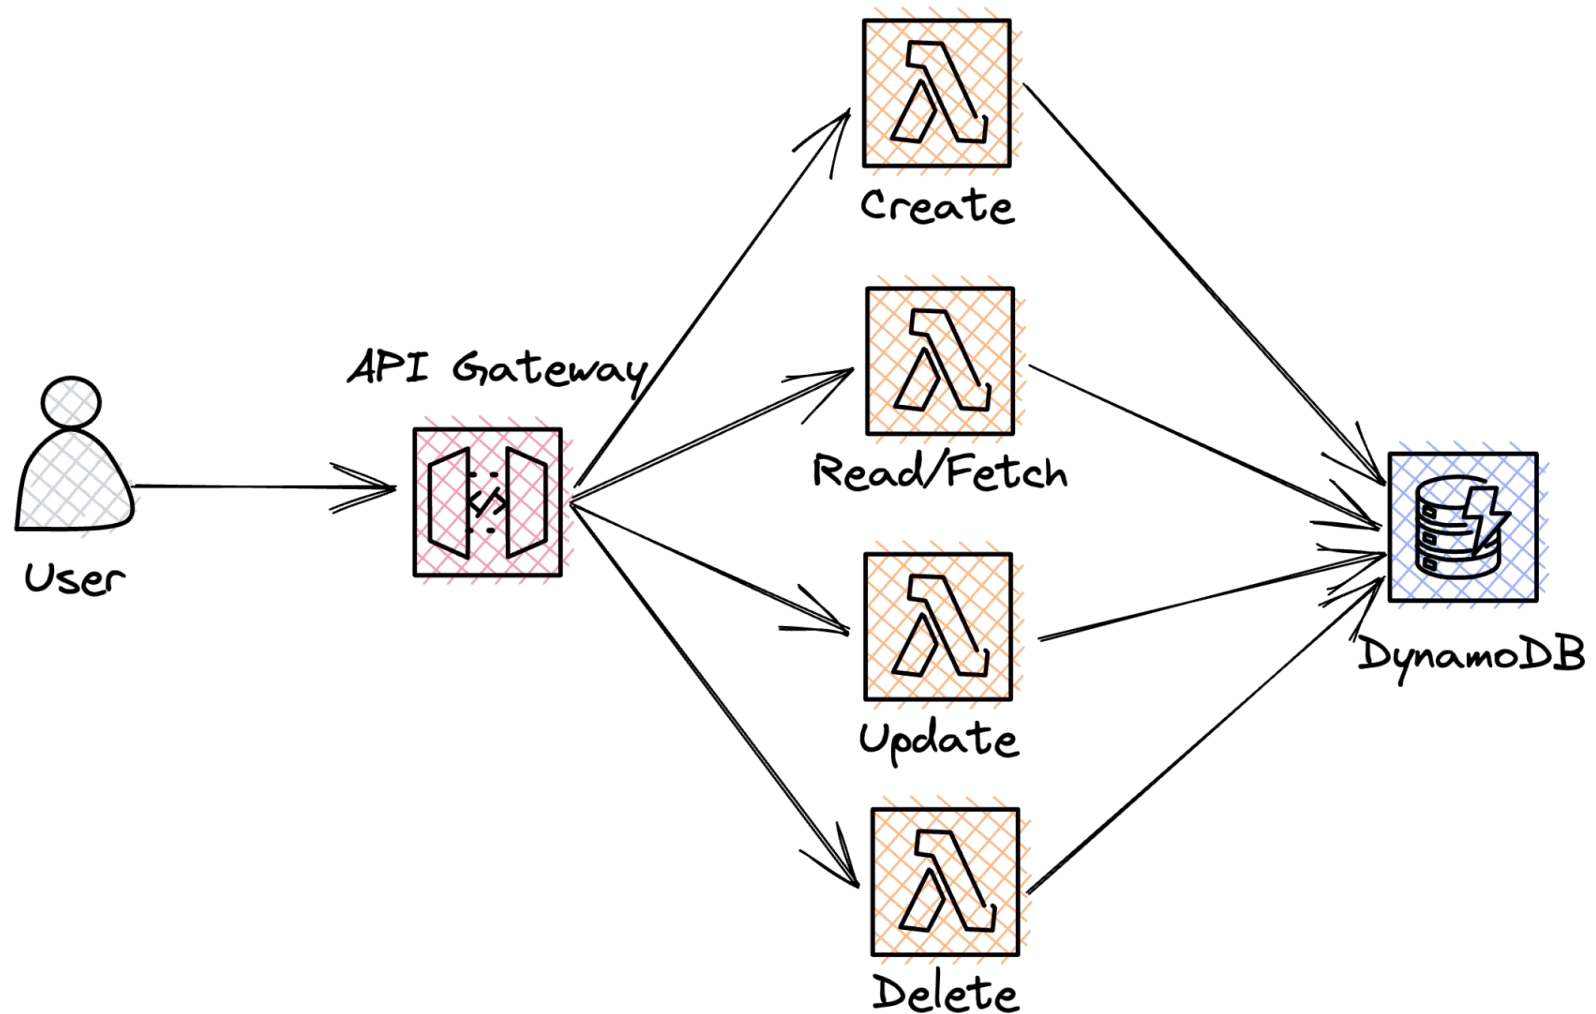 Create
API Gateway
</>
Read/Fetch
User
DynamoDB
Update
Delete